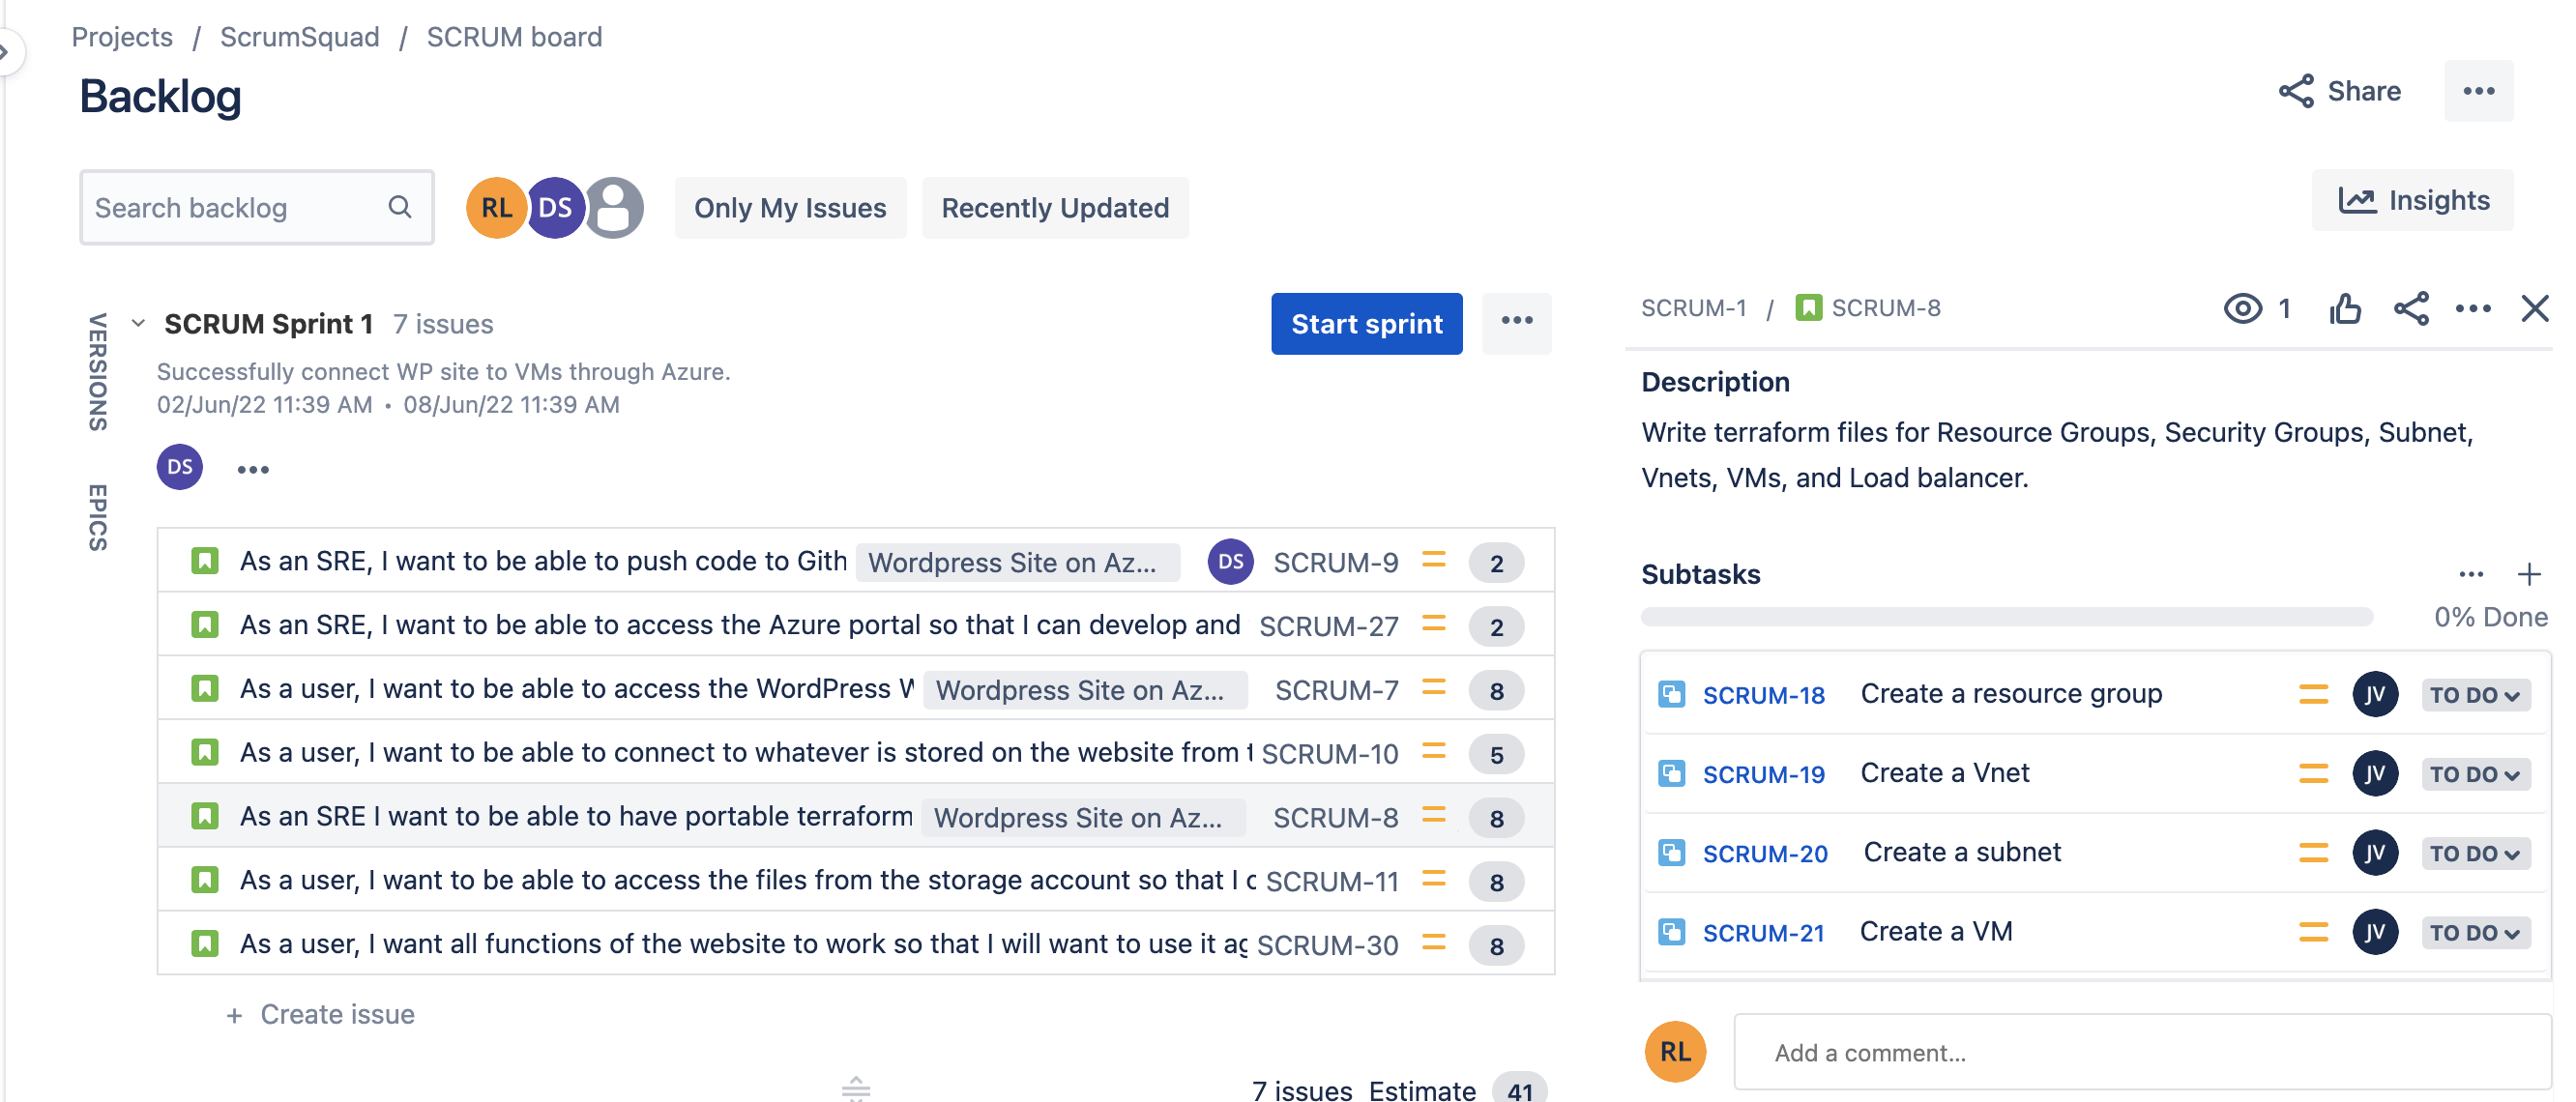 Projects / ScrumSquad / SCRUM board
Backlog
Share
Search backlog
RL
DS
Only My Issues
Recently Updated
Insights
VERSIONS
EPICS
SCRUM Sprint 1 7 issues
Start sprint
Successfully connect WP site to VMs through Azure.
02/Jun/22 11:39 AM • 08/Jun/22 11:39 AM
DS
As an SRE, I want to be able to push code to Gith Wordpress Site on Az... DS SCRUM-9 2
As an SRE, I want to be able to access the Azure portal so that I can develop and SCRUM-27 2
As a user, I want to be able to access the WordPress W Wordpress Site on Az... SCRUM-7 8
As a user, I want to be able to connect to whatever is stored on the website from t SCRUM-10 5
As an SRE I want to be able to have portable terraform Wordpress Site on Az... SCRUM-8 8
As a user, I want to be able to access the files from the storage account so that I c SCRUM-11 8
As a user, I want all functions of the website to work so that I will want to use it ag SCRUM-30 8
+ Create issue
7 issues Estimate 41
SCRUM-1 / SCRUM-8
1
Description
Write terraform files for Resource Groups, Security Groups, Subnet,
Vnets, VMs, and Load balancer.
Subtasks
0% Done
SCRUM-18 Create a resource group JV TO DO
SCRUM-19 Create a Vnet JV TO DO
SCRUM-20 Create a subnet JV TO DO
SCRUM-21 Create a VM JV TO DO
RL
Add a comment...